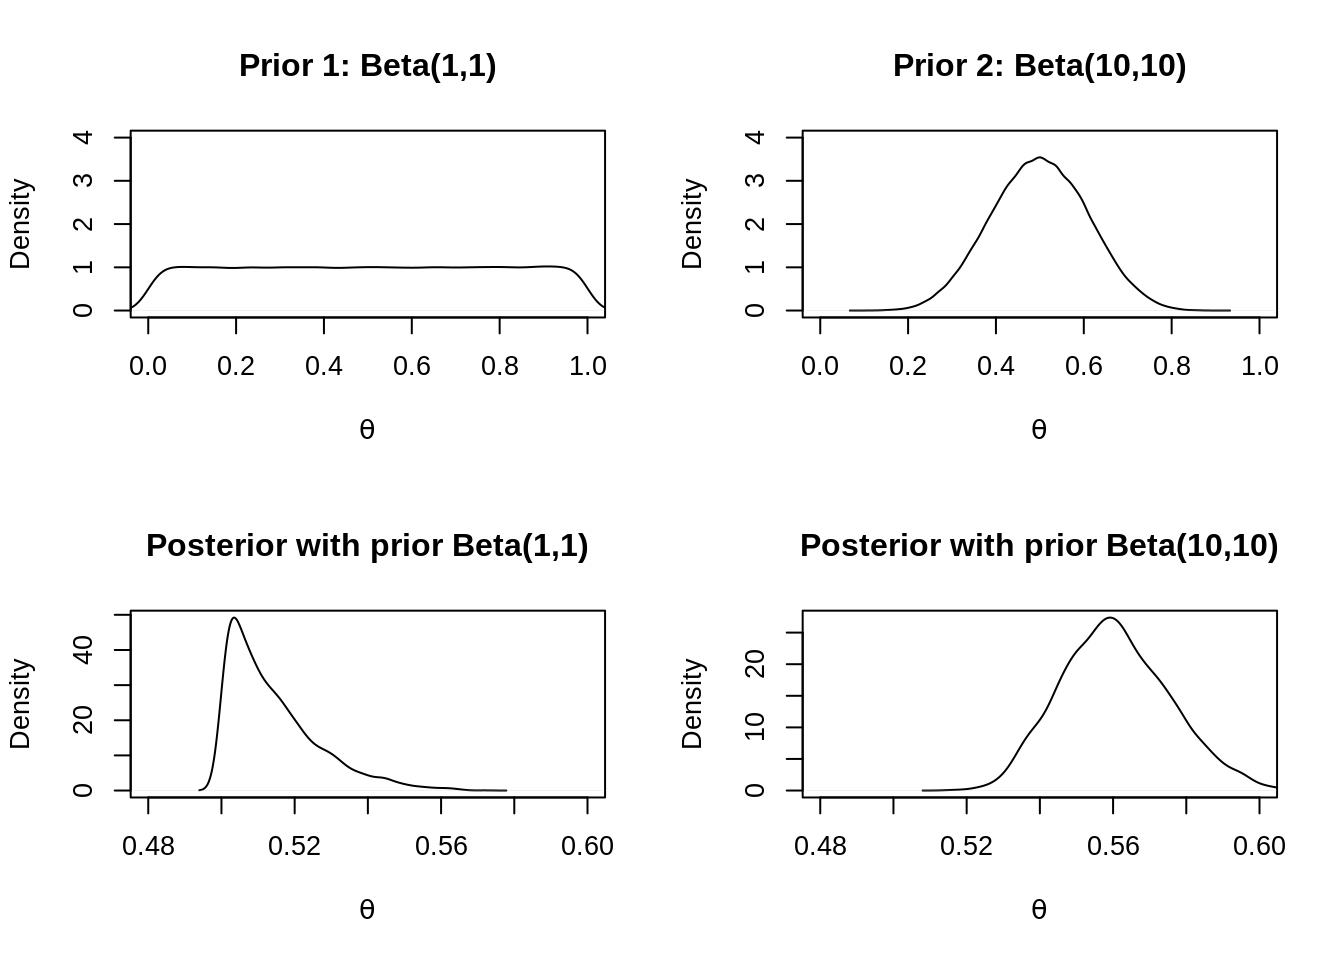 Prior 1: Beta(1,1)
Density
4
3
2
1
0
0.0 0.2 0.4 0.6 0.8 1.0
θ
Prior 2: Beta(10,10)
Density
4
3
2
1
0
0.0 0.2 0.4 0.6 0.8 1.0
θ
Posterior with prior Beta(1,1)
Density
40
20
0
0.48 0.52 0.56 0.60
θ
Posterior with prior Beta(10,10)
Density
20
10
0
0.48 0.52 0.56 0.60
θ